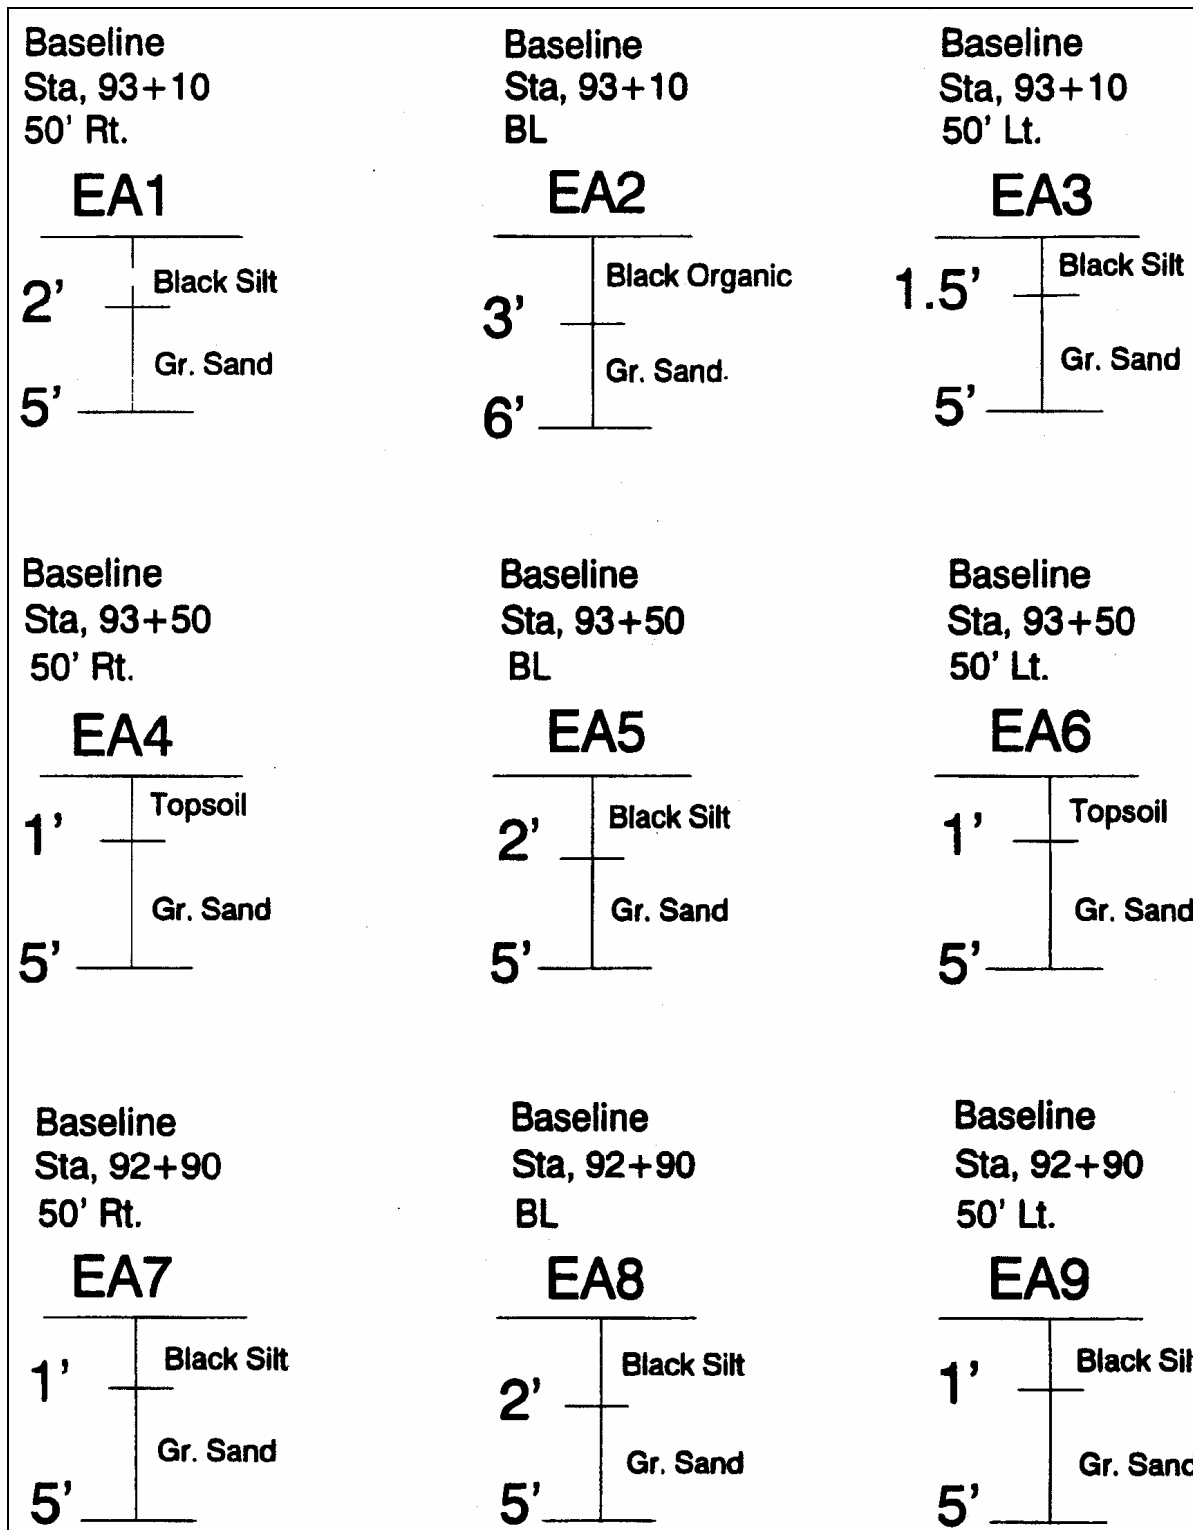 Baseline
Sta, 93+10
50' Rt.
EA1
2'
Black Silt
Gr. Sand
5'
Baseline
Sta, 93+10
BL
EA2
Black Organic
3'
Gr. Sand.
6'
Baseline
Sta, 93+10
50' Lt.
EA3
Black Silt
1.5'
Gr. Sand
5'
Baseline
Sta, 93+50
50' Rt.
EA4
Topsoil
1'
Gr. Sand
5'
Baseline
Sta, 93+50
BL
EA5
Black Silt
2'
Gr. Sand
5'
Baseline
Sta, 93+50
50' Lt.
EA6
Topsoil
1'
Gr. Sand
5'
Baseline
Sta, 92+90
50' Rt.
EA7
Black Silt
1'
Gr. Sand
5'
Baseline
Sta, 92+90
BL
EA8
Black Silt
2'
Gr. Sand
5'
Baseline
Sta, 92+90
50' Lt.
EA9
Black Sil
1'
Gr. Sand
5'